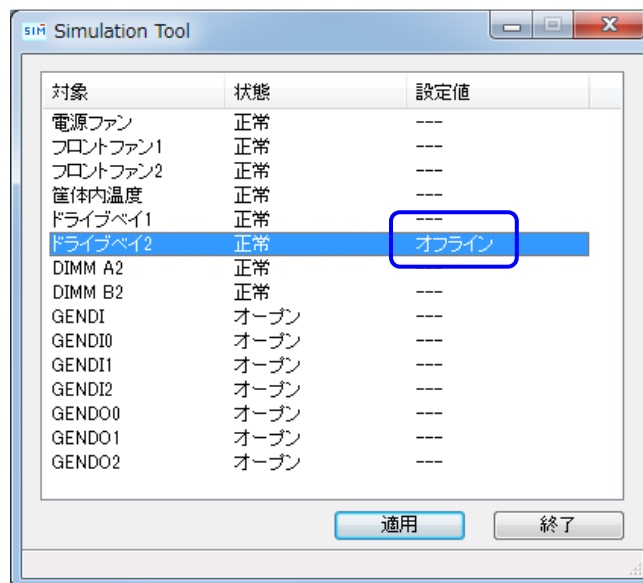 SIM Simulation Tool
対象 状態 設定値
電源ファン 正常 ---
フロントファン1 正常 ---
フロントファン2 正常 ---
筐体内温度 正常 ---
ドライブベイ1 正常 ---
ドライブベイ2 正常 オフライン
DIMM A2 正常 ---
DIMM B2 正常 ---
GENDI オープン ---
GENDI0 オープン ---
GENDI1 オープン ---
GENDI2 オープン ---
GENDO0 オープン ---
GENDO1 オープン ---
GENDO2 オープン ---
適用 終了